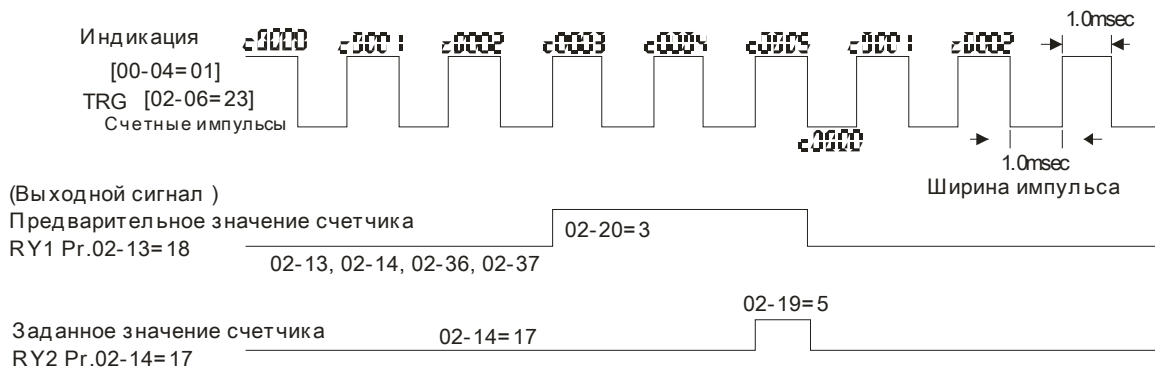 1.0msec
Индикация c0000 c0001 c0002 c0003 c0004 c0005 c0001 c0002
[00-04=01]
TRG [02-06=23]
Счетные импульсы
c0000
1.0msec
Ширина импульса
(Выходной сигнал )
Предварительное значение счетчика
RY1 Pr.02-13=18
02-20=3
02-13, 02-14, 02-36, 02-37
02-19=5
Заданное значение счетчика
02-14=17
RY2 Pr.02-14=17